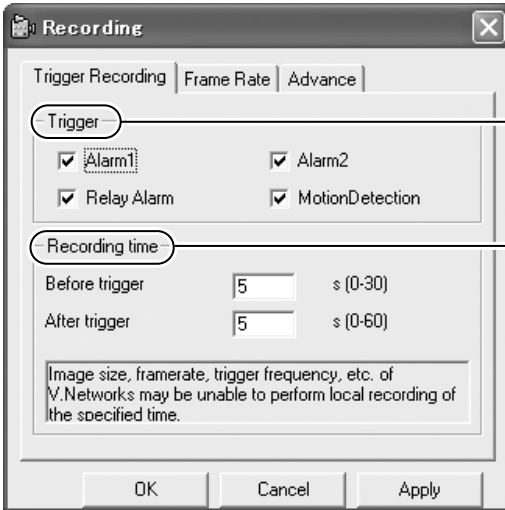 Recording
Trigger Recording Frame Rate Advance
Trigger
Alarm1 Alarm2
Relay Alarm MotionDetection
Recording time
Before trigger 5 s (0-30)
After trigger 5 s (0-60)
Image size, framerate, trigger frequency, etc. of
V.Networks may be unable to perform local recording of
the specified time.
OK Cancel Apply